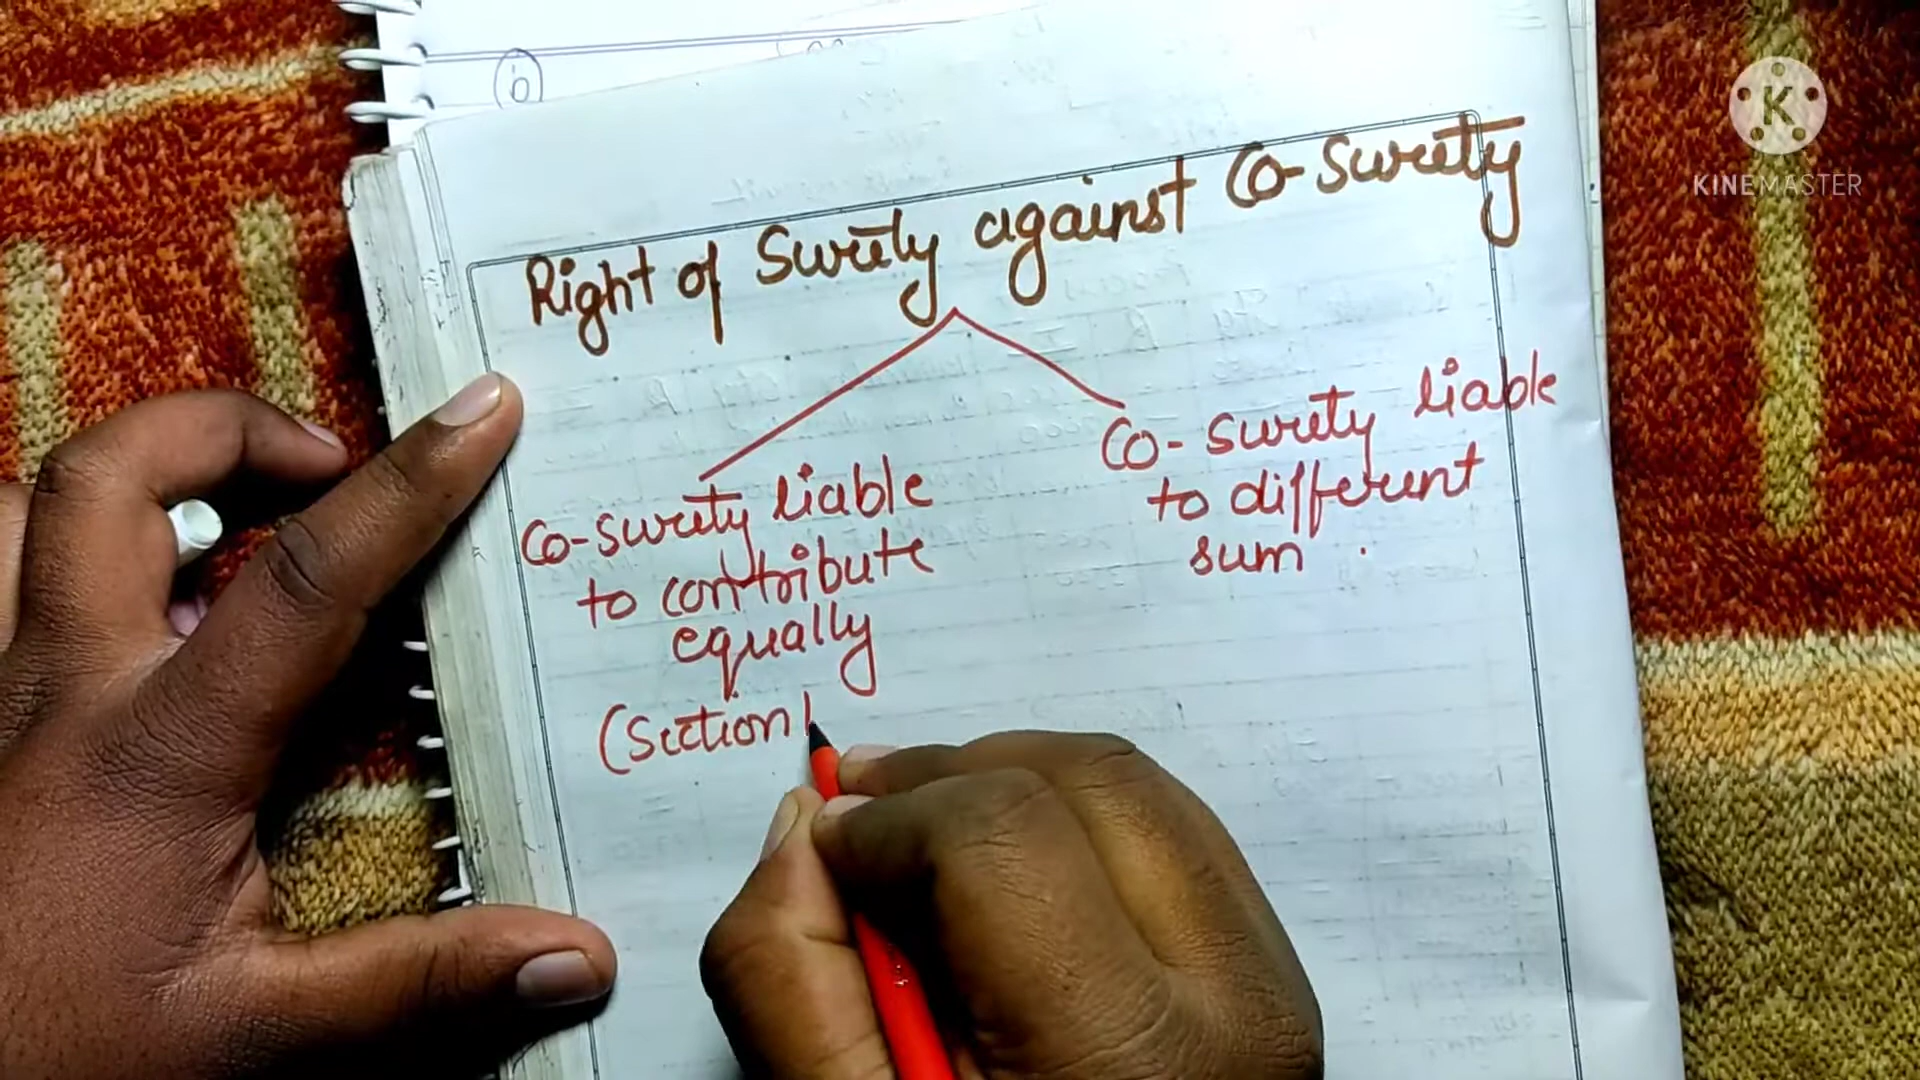 Right of Surety against Co-Surety
Co-surety liable
to contribute
equally
(Section 1
Co-surety liable
to different
sum.
KINEMASTER